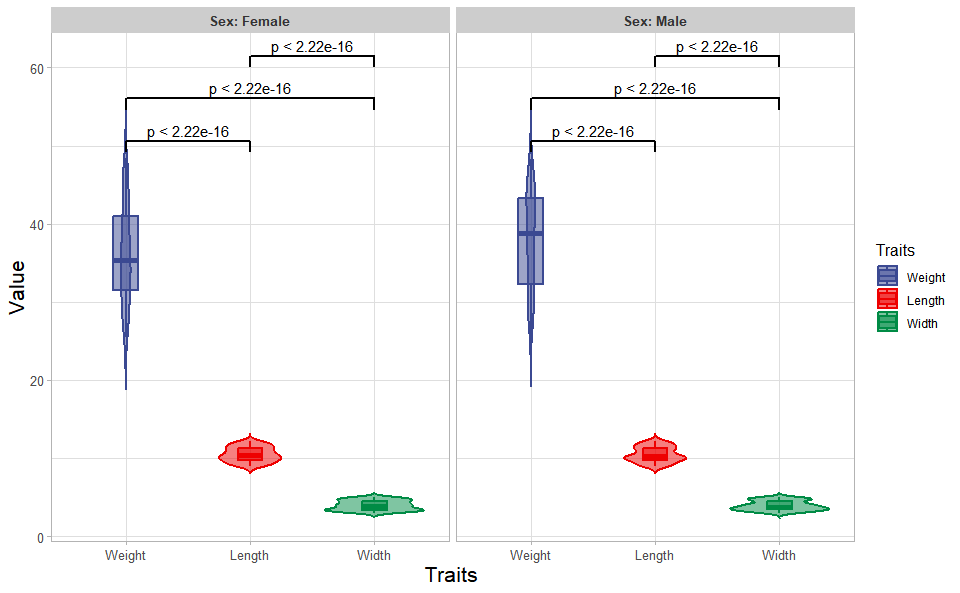 Sex: Female
Sex: Male
p < 2.22e-16
p < 2.22e-16
p < 2.22e-16
p < 2.22e-16
p < 2.22e-16
p < 2.22e-16
60
40
20
0
Value
Weight
Length
Width
Weight
Length
Width
Traits
Traits
Weight
Length
Width